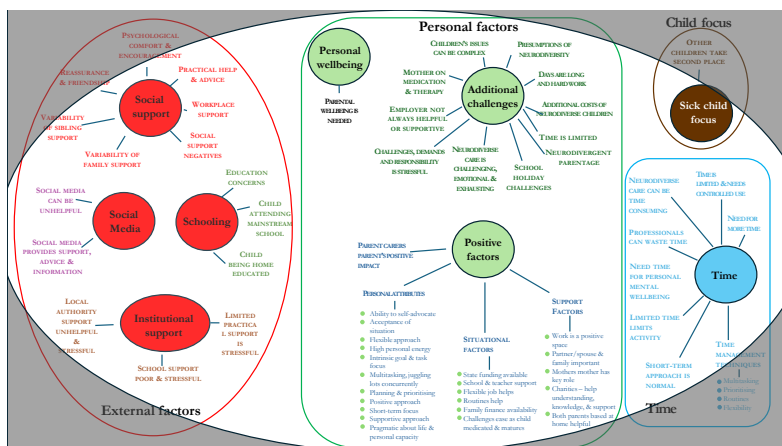 Personal factors
Child focus
PSYCHOLOGICAL
COMFORT &
ENCOURAGEMENT
REASSURANCE
& FRIENDSHIP
PRACTICAL HELP
& ADVICE
Social
support
WORKPLACE
SUPPORT
VARIABILITY
OF SIBLING
SUPPORT
SOCIAL
SUPPORT
NEGATIVES
VARIABILITY OF
FAMILY SUPPORT
SOCIAL MEDIA
CAN BE
UNHELPFUL
Social
Media
SOCIAL MEDIA
PROVIDES SUPPORT,
ADVICE &
INFORMATION
EDUCATION
CONCERNS
Schooling
CHILD
ATTENDING
MAINSTREAM
SCHOOL
CHILD
BEING HOME
EDUCATED
LOCAL
AUTHORITY
SUPPORT
UNHELPFUL
& STRESSFUL
Institutional
support
LIMITED
PRACTICA
L SUPPORT
IS STRESSFUL
SCHOOL SUPPORT
POOR & STRESSFUL
External factors
Personal
wellbeing
PARENTAL
WELLBEING IS
NEEDED
CHILDREN'S ISSUES
CAN BE COMPLEX
PRESUMPTIONS OF
NEURODIVERSITY
MOTHER ON
MEDICATION
& THERAPY
DAYS ARE LONG
AND HARD WORK
Additional
challenges
EMPLOYER NOT
ALWAYS HELPFUL
OR SUPPORTIVE
ADDITIONAL COSTS OF
NEURODIVERSE CHILDREN
TIME IS LIMITED
CHALLENGES, DEMANDS
AND RESPONSIBILITY
IS STRESSFUL
NEURODIVERSE
CARE IS
CHALLENGING,
EMOTIONAL &
EXHAUSTING
NEURODIVERGENT
PARENTAGE
SCHOOL
HOLIDAY
CHALLENGES
PARENT CARERS
PARENT'S POSITIVE
IMPACT
Positive
factors
PERSONAL ATTRIBUTES
Ability to self-advocate
Acceptance of
situation
Flexible approach
High personal energy
Intrinsic goal & task
focus
Multitasking, juggling
lots concurrently
Planning & prioritising
Positive approach
Short-term focus
Supportive approach
Pragmatic about life &
personal capacity
SITUATIONAL
FACTORS
State funding available
School & teacher support
Flexible job helps
Routines help
Family finance availability
Challenges ease as child
medicated & matures
SUPPORT
FACTORS
Work is a positive
space
Partner/spouse &
family important
Mothers mother has
key role
Charities – help
understanding,
knowledge, & support
Both parents based at
home helpful
OTHER
CHILDREN TAKE
SECOND PLACE
Sick child
focus
NEURODIVERSE
CARE CAN BE
TIME
CONSUMING
TIME IS
LIMITED & NEEDS
CONTROLLED USE
NEED FOR
MORE TIME
PROFESSIONALS
CAN WASTE TIME
NEED TIME
FOR PERSONAL
MENTAL
WELLBEING
Time
LIMITED TIME
LIMITS
ACTIVITY
SHORT-TERM
APPROACH IS
NORMAL
TIME
MANAGEMENT
TECHNIQUES
Multitasking
Prioritising
Routines
Flexibility
Time